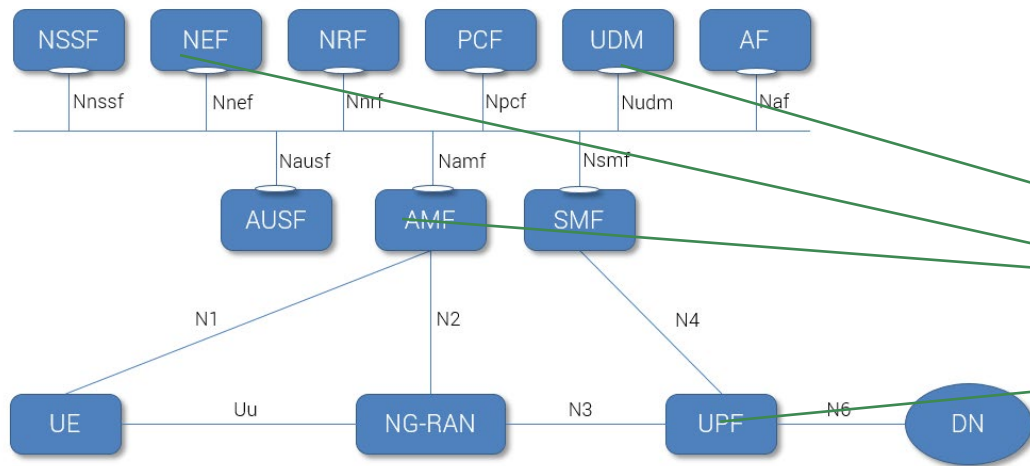 NSSF NEF NRF PCF UDM AF
Nnssf Nnef Nnrf Npcf Nudm Naf
Nausf Namf Nsmf
AUSF AMF SMF
N1 N2 N4
Uu N3 N6
UE NG-RAN UPF DN